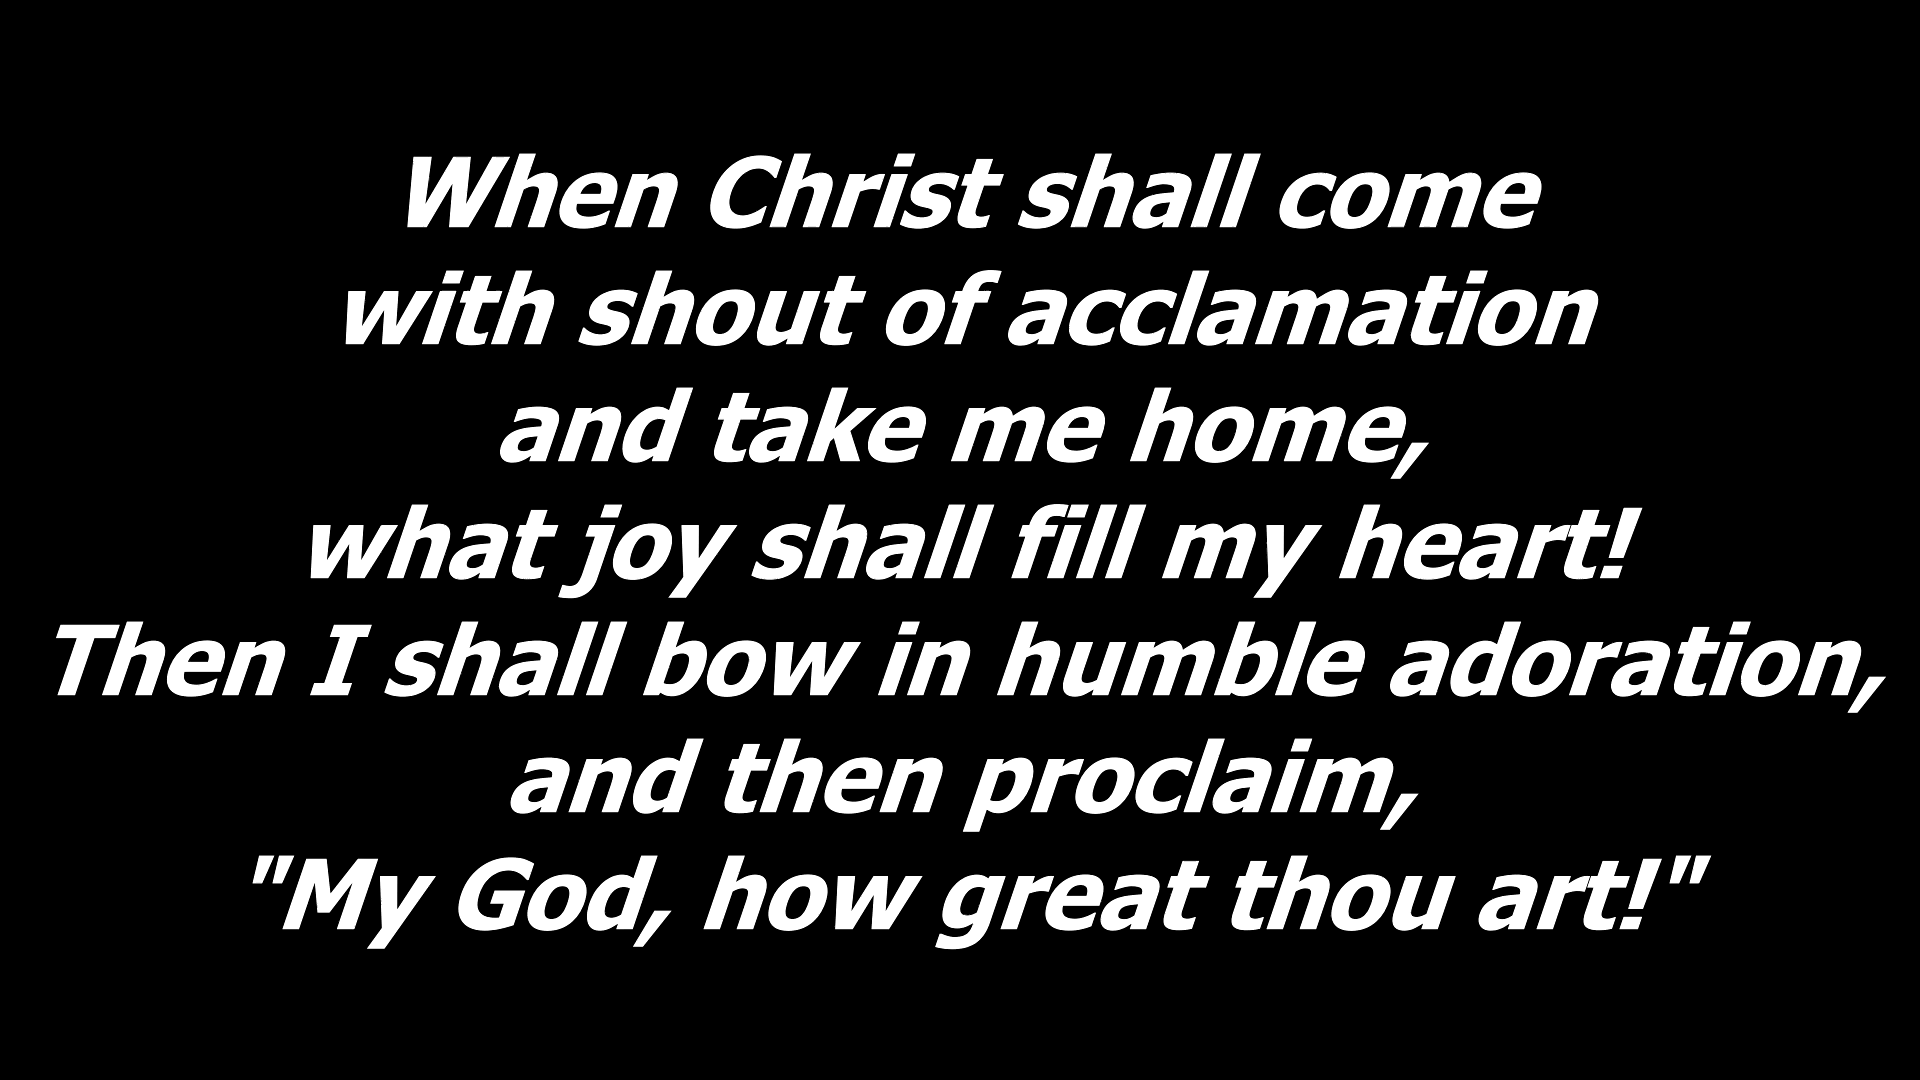 When Christ shall come
with shout of acclamation
and take me home,
what joy shall fill my heart!
Then I shall bow in humble adoration,
and then proclaim,
"My God, how great thou art!"